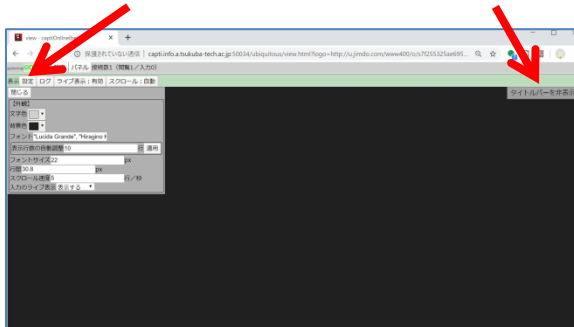 view - captiOnline
保護されていない通信 | capti.info.a.tsukuba-tech.ac.jp:50034/ubiquitous/view.html?logo=http://u.jimdo.com/www400/o/s7f255325ae695...
パネル 接続数1（閲覧1／入力0）
表示 設定 ログ ライブ表示：有効 スクロール：自動
閉じる
タイトルバーを非表示
【外観】
文字色
背景色
フォント "Lucida Grande", "Hiragino K
表示行数の自動調整 10 行 適用
フォントサイズ 22 px
行間 30.8 px
スクロール速度 5 行／秒
入力のライブ表示 表示する